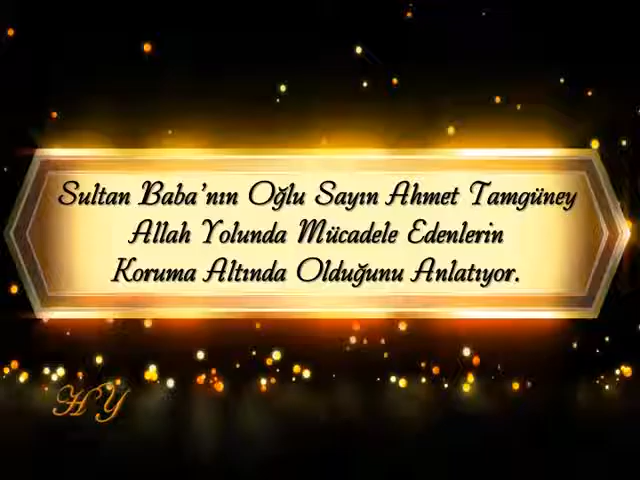 Sultan Baba'nın Oğlu Sayın Ahmet Tamgüney
Allah Yolunda Mücadele Edenlerin
Koruma Altında Olduğunu Anlatıyor.
HY